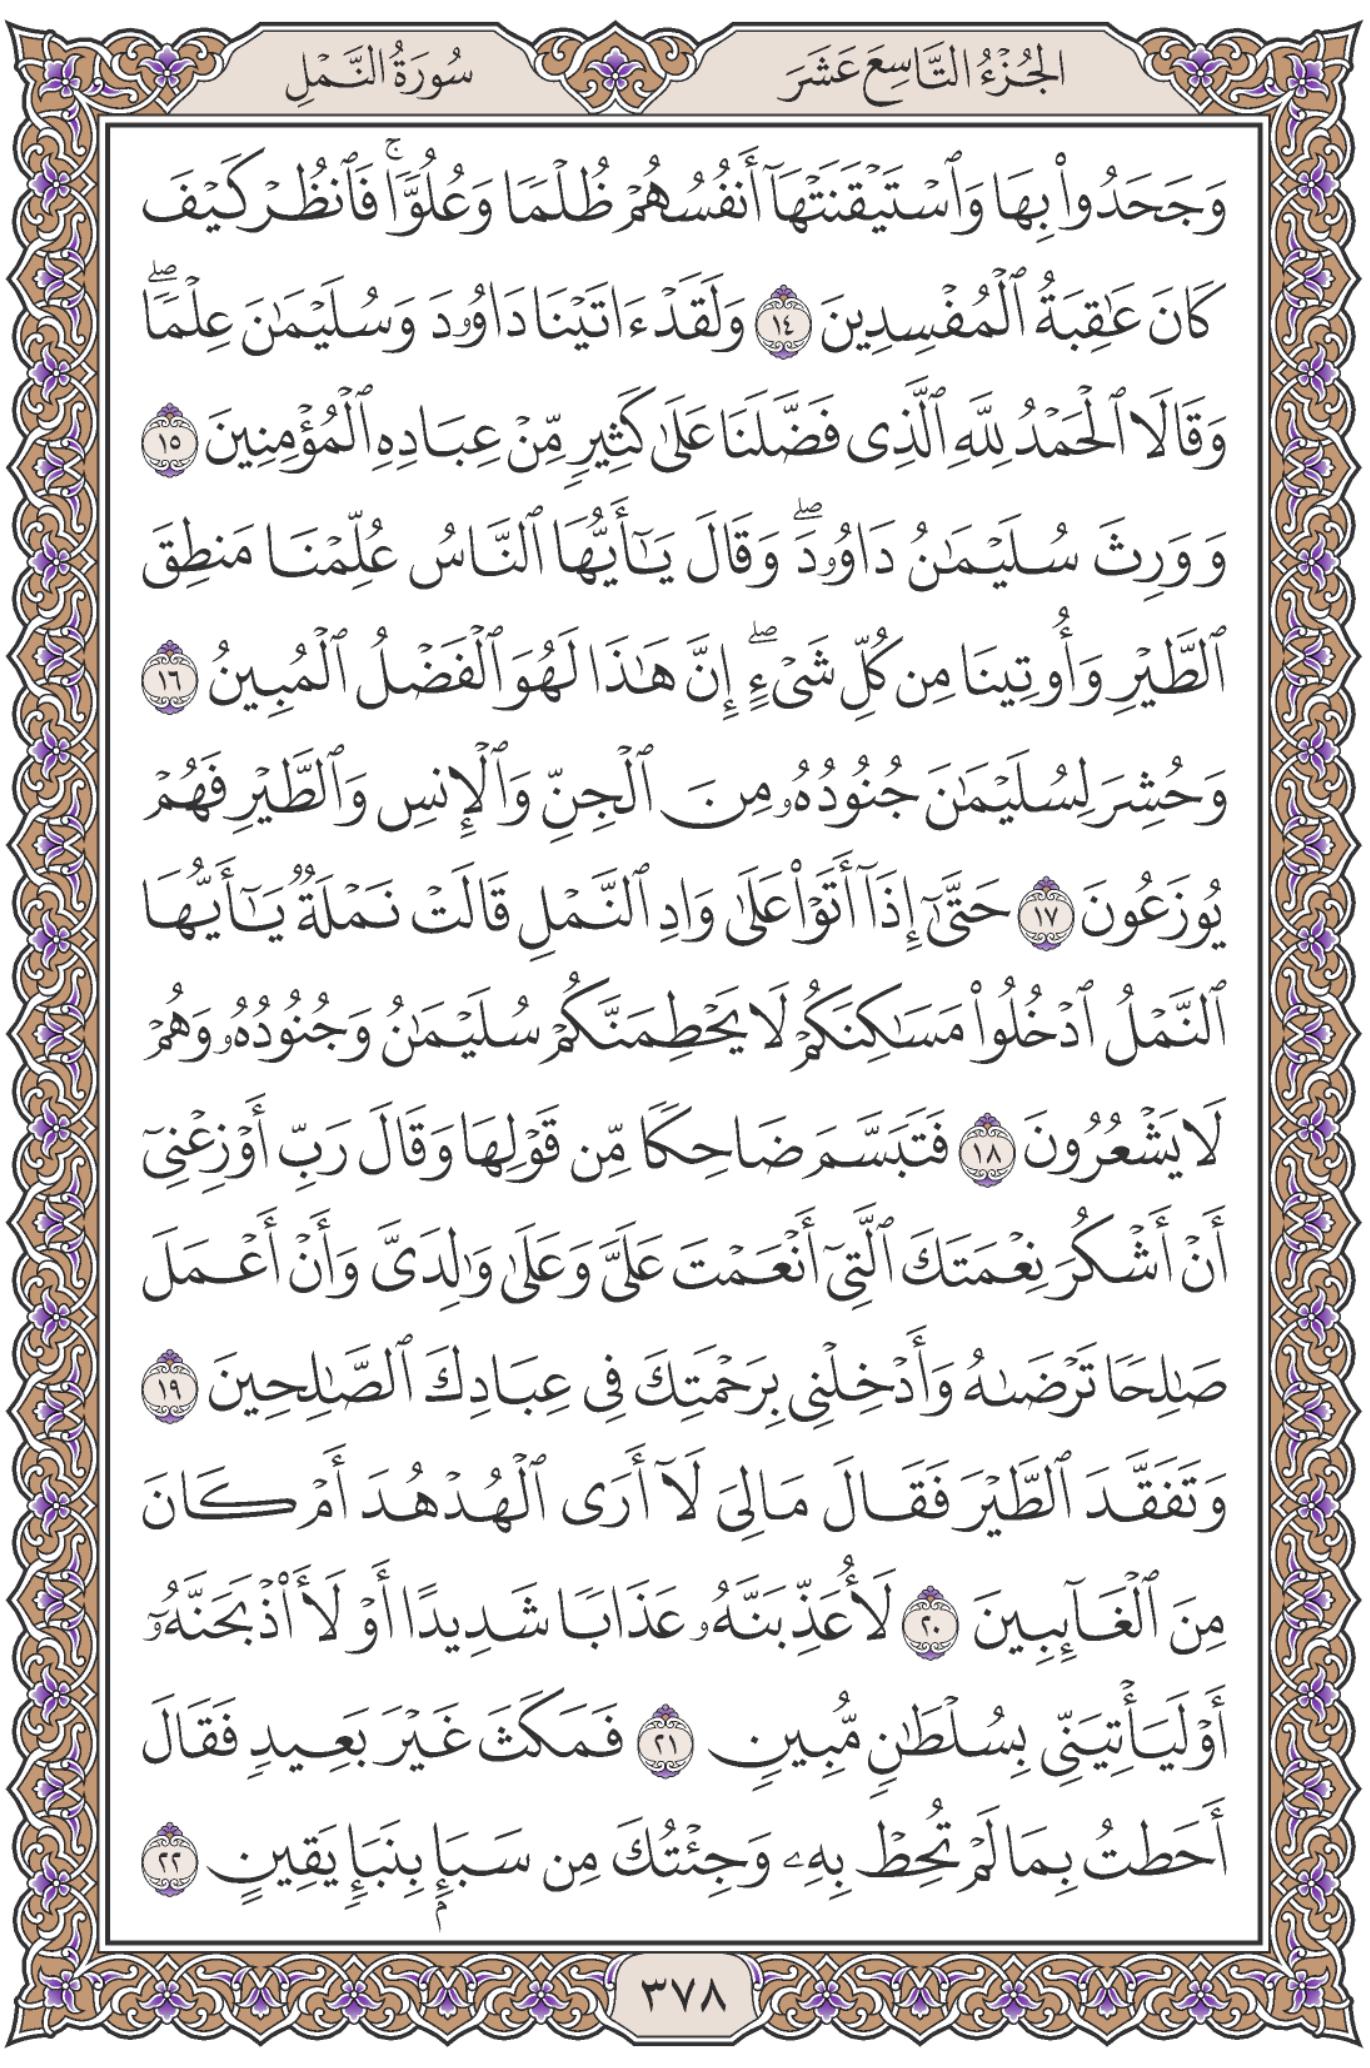 الجُزْءُ التَّاسِعَ عَشَرَ
سُورَةُ النَّمۡلِ
وَجَحَدُواْ بِهَا وَٱسۡتَيۡقَنَتۡهَآ أَنفُسُهُمۡ ظُلۡمٗا وَعُلُوّٗاۚ فَٱنظُرۡ كَيۡفَ
كَانَ عَٰقِبَةُ ٱلۡمُفۡسِدِينَ ١٤ وَلَقَدۡ ءَاتَيۡنَا دَاوُۥدَ وَسُلَيۡمَٰنَ عِلۡمٗاۖ
وَقَالَا ٱلۡحَمۡدُ لِلَّهِ ٱلَّذِي فَضَّلَنَا عَلَىٰ كَثِيرٖ مِّنۡ عِبَادِهِ ٱلۡمُؤۡمِنِينَ ١٥
وَوَرِثَ سُلَيۡمَٰنُ دَاوُۥدَۖ وَقَالَ يَٰٓأَيُّهَا ٱلنَّاسُ عُلِّمۡنَا مَنطِقَ
ٱلطَّيۡرِ وَأُوتِينَا مِن كُلِّ شَيۡءٍۖ إِنَّ هَٰذَا لَهُوَ ٱلۡفَضۡلُ ٱلۡمُبِينُ ١٦
وَحُشِرَ لِسُلَيۡمَٰنَ جُنُودُهُۥ مِنَ ٱلۡجِنِّ وَٱلۡإِنسِ وَٱلطَّيۡرِ فَهُمۡ
يُوزَعُونَ ١٧ حَتَّىٰٓ إِذَآ أَتَوۡاْ عَلَىٰ وَادِ ٱلنَّمۡلِ قَالَتۡ نَمۡلَةٞ يَٰٓأَيُّهَا
ٱلنَّمۡلُ ٱدۡخُلُواْ مَسَٰكِنَكُمۡ لَا يَحۡطِمَنَّكُمۡ سُلَيۡمَٰنُ وَجُنُودُهُۥ وَهُمۡ
لَا يَشۡعُرُونَ ١٨ فَتَبَسَّمَ ضَاحِكٗا مِّن قَوۡلِهَا وَقَالَ رَبِّ أَوۡزِعۡنِيٓ
أَنۡ أَشۡكُرَ نِعۡمَتَكَ ٱلَّتِيٓ أَنۡعَمۡتَ عَلَيَّ وَعَلَىٰ وَٰلِدَيَّ وَأَنۡ أَعۡمَلَ
صَٰلِحٗا تَرۡضَىٰهُ وَأَدۡخِلۡنِي بِرَحۡمَتِكَ فِي عِبَادِكَ ٱلصَّٰلِحِينَ ١٩
وَتَفَقَّدَ ٱلطَّيۡرَ فَقَالَ مَالِيَ لَآ أَرَى ٱلۡهُدۡهُدَ أَمۡ كَانَ
مِنَ ٱلۡغَآئِبِينَ ٢٠ لَأُعَذِّبَنَّهُۥ عَذَابٗا شَدِيدًا أَوۡ لَأَاْذۡبَحَنَّهُۥٓ
أَوۡ لَيَأۡتِيَنِّي بِسُلۡطَٰنٖ مُّبِينٖ ٢١ فَمَكَثَ غَيۡرَ بَعِيدٖ فَقَالَ
أَحَطتُ بِمَا لَمۡ تُحِطۡ بِهِۦ وَجِئۡتُكَ مِن سَبَإِۭ بِنَبَإٖ يَقِينٍ ٢٢
٣٧٨